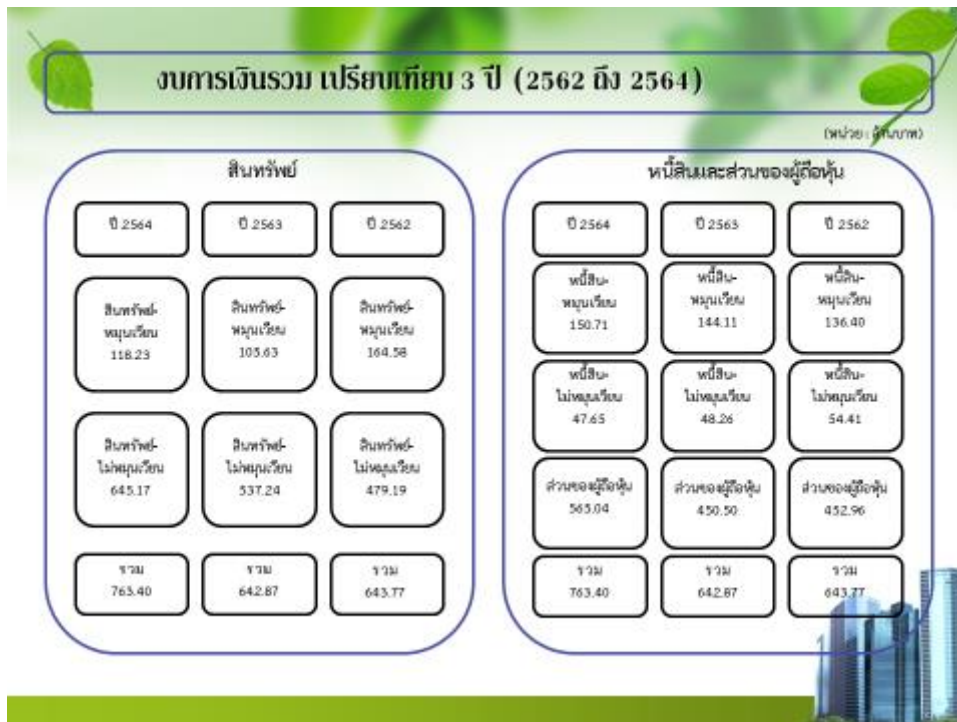 งบการเงินรวม เปรียบเทียบ 3 ปี (2562 ถึง 2564)
(หน่วย : ล้านบาท)
สินทรัพย์
ปี 2564
ปี 2563
ปี 2562
สินทรัพย์-
หมุนเวียน
118.23
สินทรัพย์-
หมุนเวียน
105.63
สินทรัพย์-
หมุนเวียน
164.58
สินทรัพย์-
ไม่หมุนเวียน
645.17
สินทรัพย์-
ไม่หมุนเวียน
537.24
สินทรัพย์-
ไม่หมุนเวียน
479.19
รวม
763.40
รวม
642.87
รวม
643.77
หนี้สินและส่วนของผู้ถือหุ้น
ปี 2564
ปี 2563
ปี 2562
หนี้สิน-
หมุนเวียน
150.71
หนี้สิน-
หมุนเวียน
144.11
หนี้สิน-
หมุนเวียน
136.40
หนี้สิน-
ไม่หมุนเวียน
47.65
หนี้สิน-
ไม่หมุนเวียน
48.26
หนี้สิน-
ไม่หมุนเวียน
54.41
ส่วนของผู้ถือหุ้น
565.04
ส่วนของผู้ถือหุ้น
450.50
ส่วนของผู้ถือหุ้น
452.96
รวม
763.40
รวม
642.87
รวม
643.77